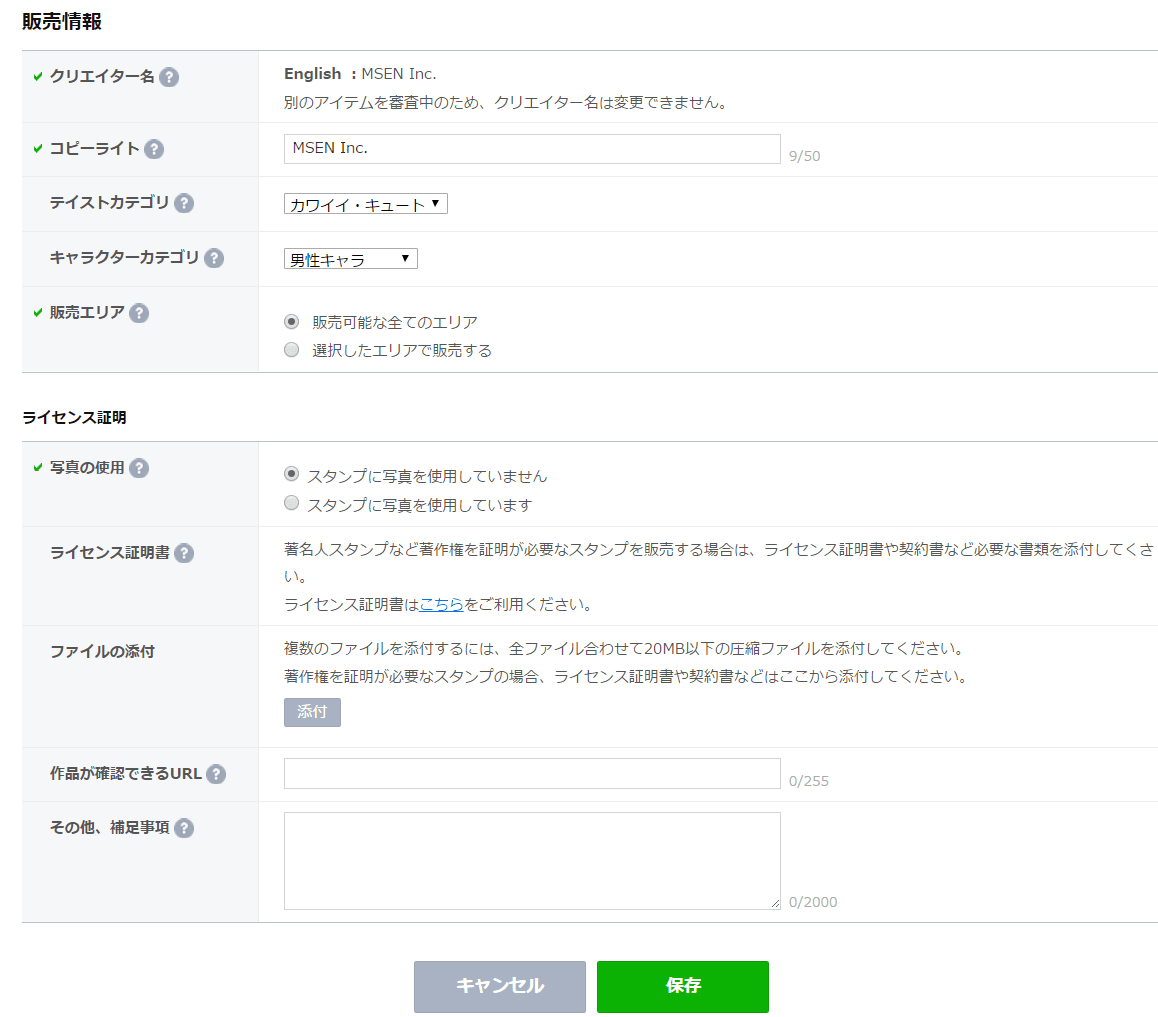 販売情報
クリエイター名 ?
English : MSEN Inc.
別のアイテムを審査中のため、クリエイター名は変更できません。
コピーライト ?
MSEN Inc.
9/50
テイストカテゴリ ?
カワイイ・キュート ▼
キャラクターカテゴリ ?
男性キャラ ▼
販売エリア ?
販売可能な全てのエリア
選択したエリアで販売する
ライセンス証明
写真の使用 ?
スタンプに写真を使用していません
スタンプに写真を使用しています
ライセンス証明書 ?
著名人スタンプなど著作権を証明が必要なスタンプを販売する場合は、ライセンス証明書や契約書など必要な書類を添付してくさ
い。
ライセンス証明書はこちらをご利用ください。
ファイルの添付
複数のファイルを添付するには、全ファイル合わせて20MB以下の圧縮ファイルを添付してください。
著作権を証明が必要なスタンプの場合、ライセンス証明書や契約書などはここから添付してください。
添付
作品が確認できるURL ?
0/255
その他、補足事項 ?
0/2000
キャンセル
保存